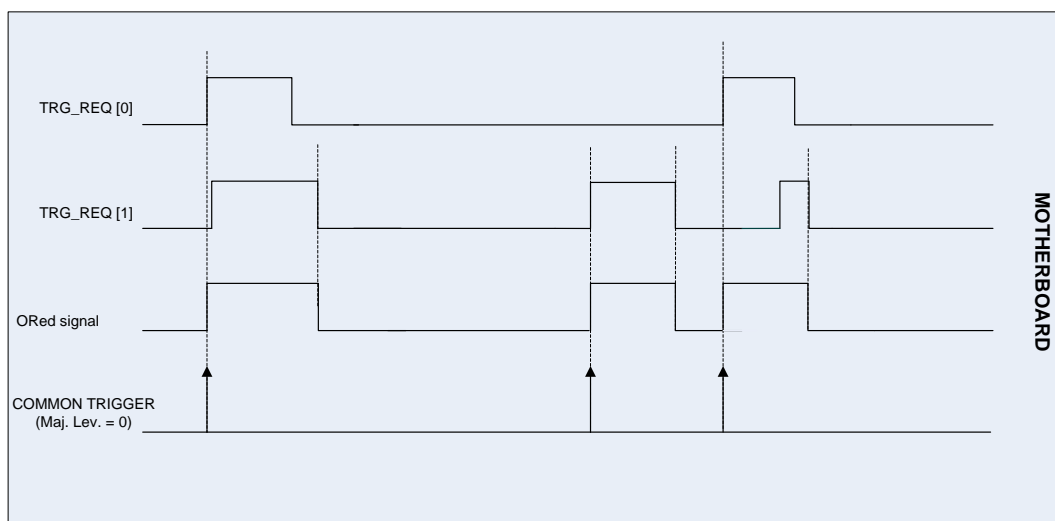 TRG_REQ [0]
TRG_REQ [1]
ORed signal
COMMON TRIGGER
(Maj. Lev. = 0)
MOTHERBOARD